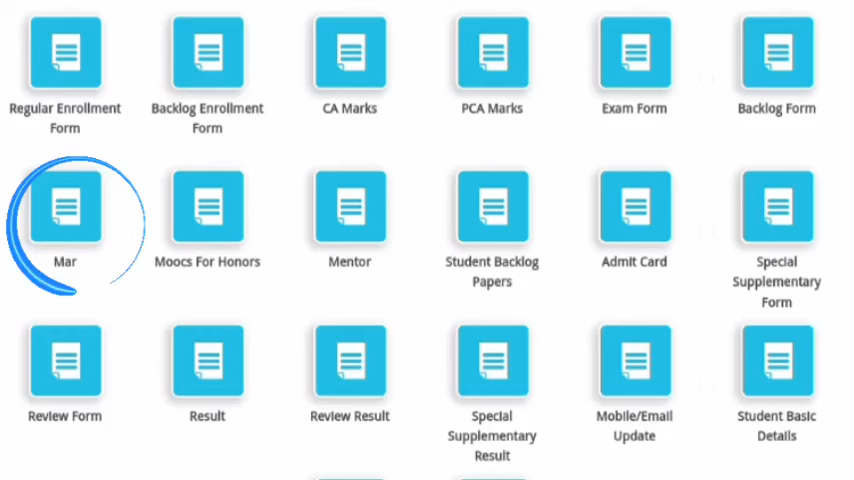 Regular Enrollment
Form
Backlog Enrollment
Form
CA Marks
PCA Marks
Exam Form
Backlog Form
Mar
Moocs For Honors
Mentor
Student Backlog
Papers
Admit Card
Special
Supplementary
Form
Review Form
Result
Review Result
Special
Supplementary
Result
Mobile/Email
Update
Student Basic
Details